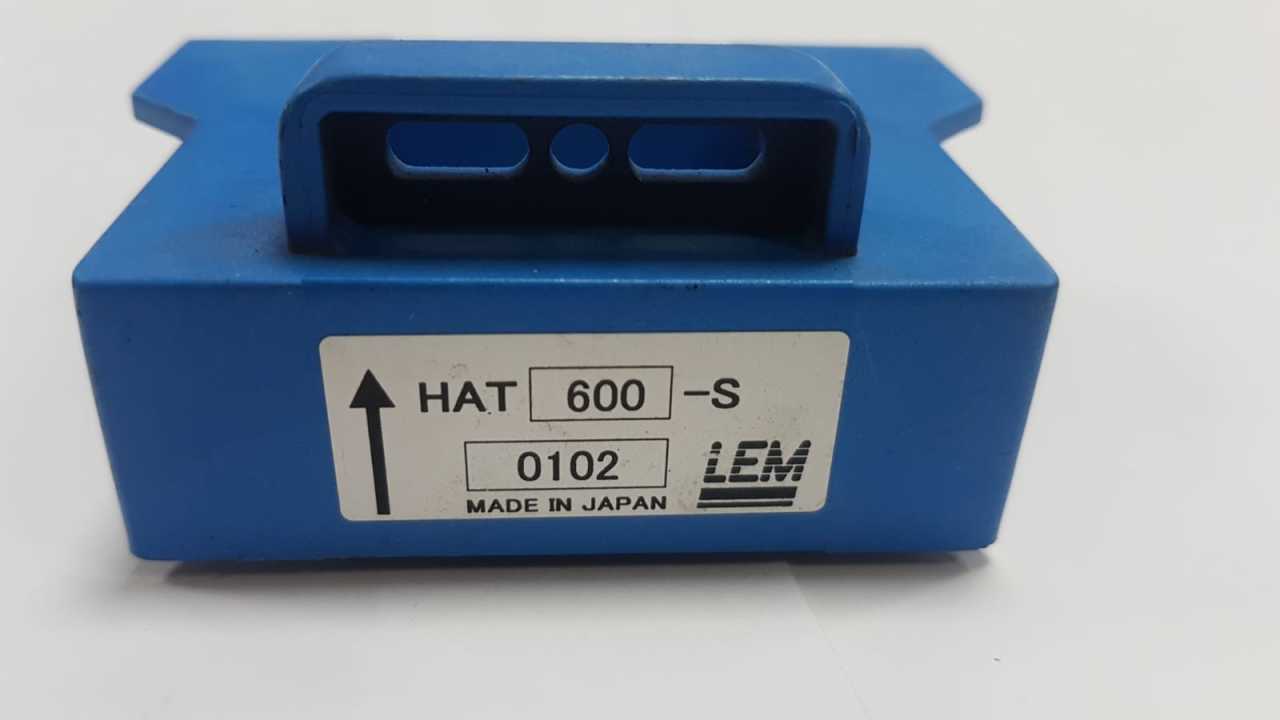 HAT 600 -S
0102
LEM
MADE IN JAPAN